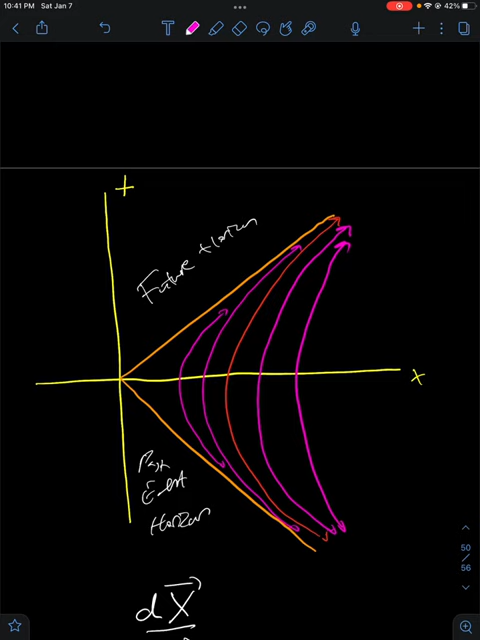 10:41 PM Sat Jan 7
42%
t
Future Horizon
x
Past
Event
Horizon
50
56
dX